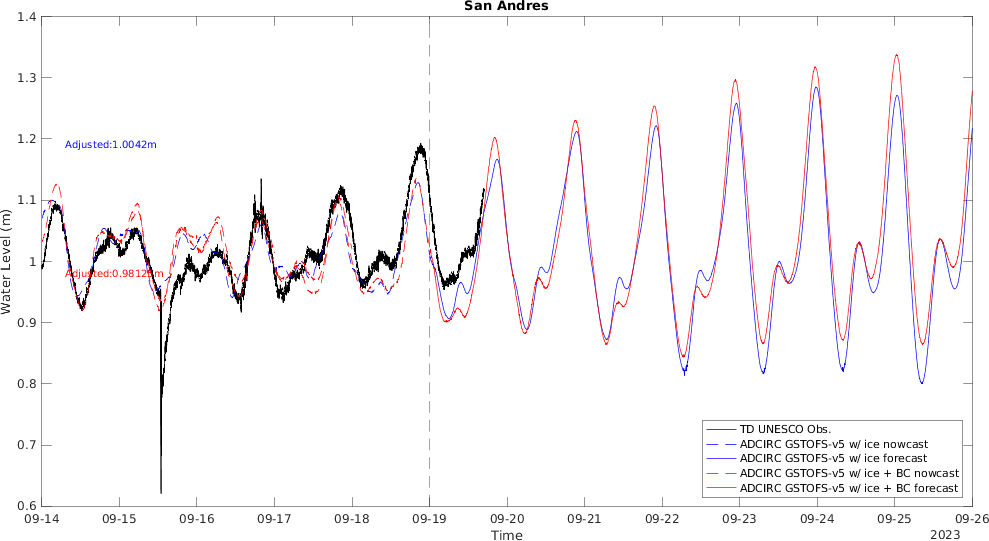 San Andres
1.4
1.3
1.2
1.1
1
0.9
0.8
0.7
0.6
Water Level (m)
Adjusted:1.0042m
Adjusted:0.98125m
TD UNESCO Obs.
ADCIRC GSTOFS-v5 w/ ice nowcast
ADCIRC GSTOFS-v5 w/ ice forecast
ADCIRC GSTOFS-v5 w/ ice + BC nowcast
ADCIRC GSTOFS-v5 w/ ice + BC forecast
09-14 09-15 09-16 09-17 09-18 09-19 09-20 09-21 09-22 09-23 09-24 09-25 09-26
Time
2023